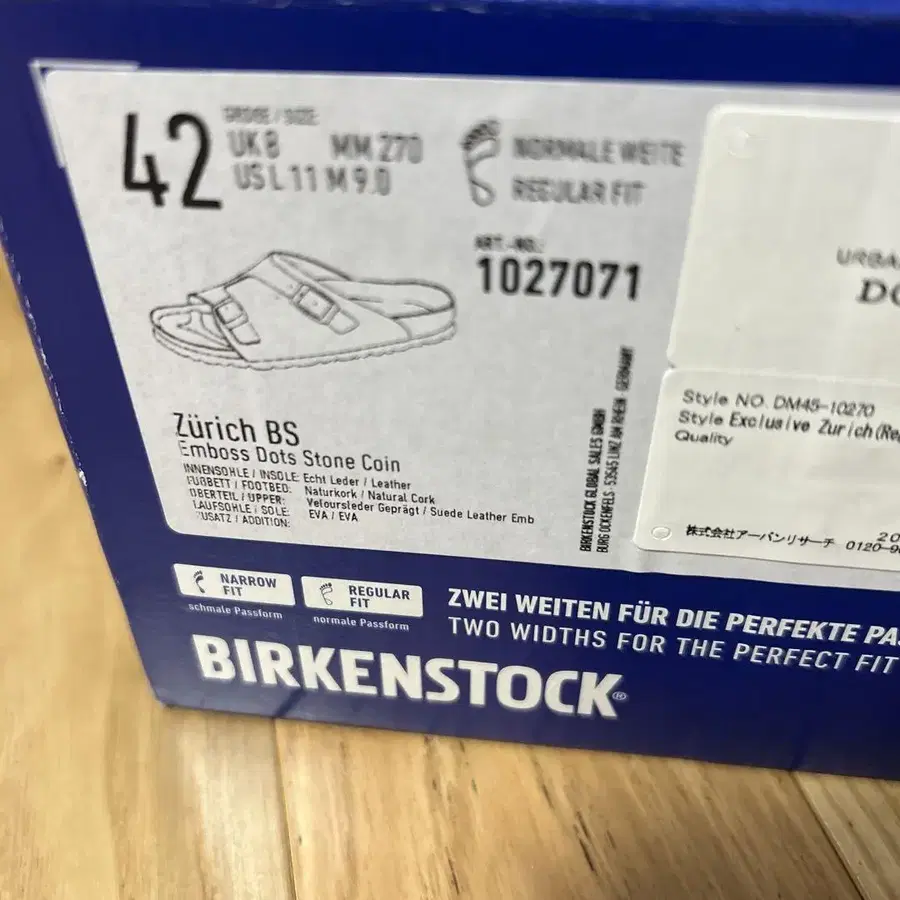 42
GRÖSSE / SIZE
UK 8 MM 270
US L 11 M 9.0
NORMALE WEITE
REGULAR FIT
ART.-NO.:
1027071
Zürich BS
Emboss Dots Stone Coin
INNENSOHLE / INSOLE: Echt Leder / Leather
FUßBETT / FOOTBED: Naturkork / Natural Cork
OBERTEIL / UPPER: Veloursleder Geprägt / Suede Leather Emb
LAUFSOHLE / SOLE: EVA / EVA
ZUSATZ / ADDITION:
BIRKENSTOCK GLOBAL SALES GMBH
BURG OCKENFELS · 53545 LINZ AM RHEIN · GERMANY
URBA
DO
Style NO. DM45-10270
Style Exclusive Zurich(Re
Quality
20
株式会社アーバンリサーチ 0120-9
NARROW
FIT
schmale Passform
REGULAR
FIT
normale Passform
ZWEI WEITEN FÜR DIE PERFEKTE PA
TWO WIDTHS FOR THE PERFECT FIT
BIRKENSTOCK®